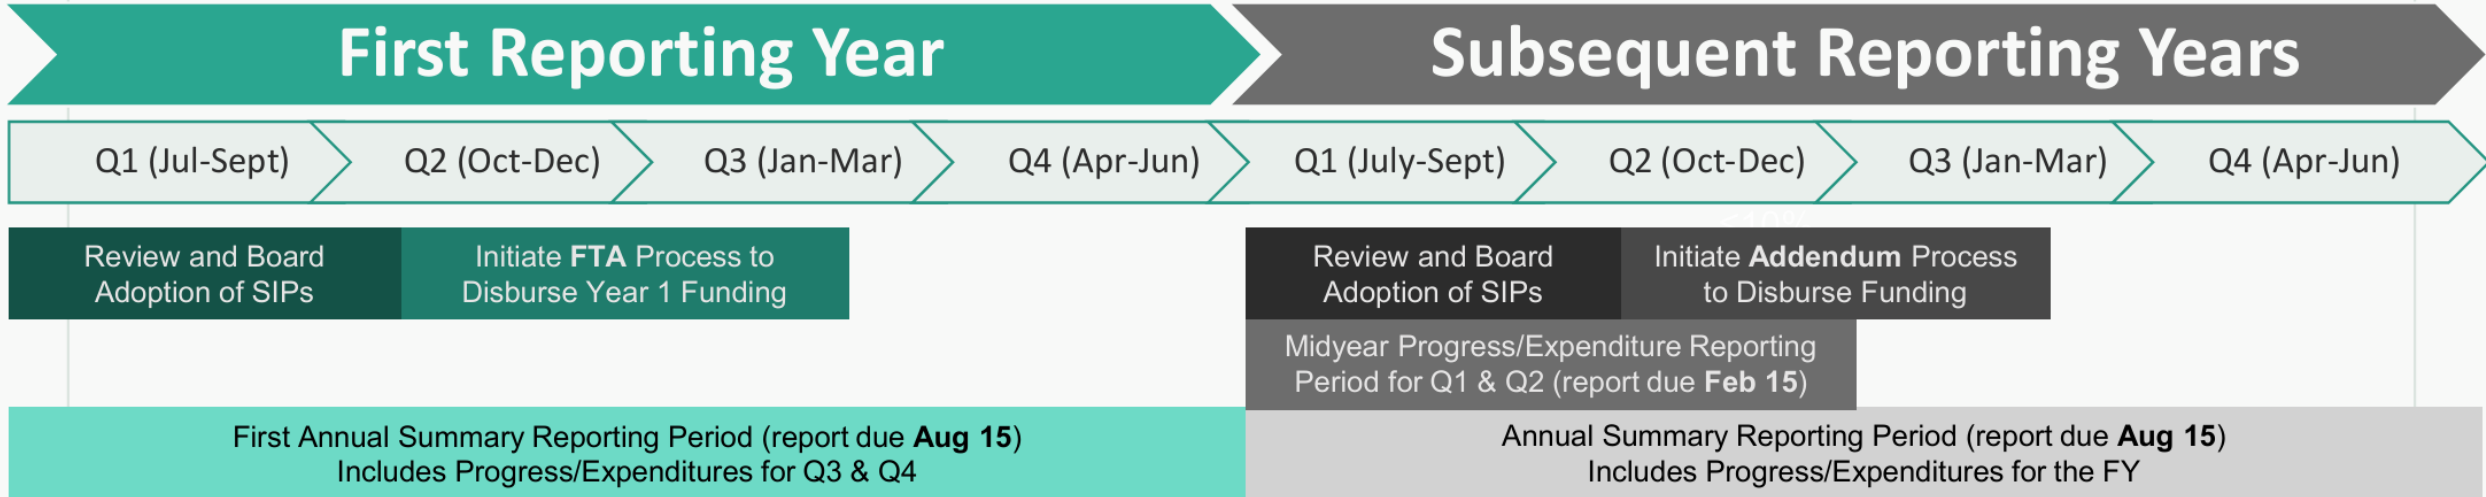 First Reporting Year
Subsequent Reporting Years
Q1 (Jul-Sept)
Q2 (Oct-Dec)
Q3 (Jan-Mar)
Q4 (Apr-Jun)
Q1 (July-Sept)
Q2 (Oct-Dec)
Q3 (Jan-Mar)
Q4 (Apr-Jun)
Review and Board
Adoption of SIPs
Initiate FTA Process to
Disburse Year 1 Funding
Review and Board
Adoption of SIPs
Initiate Addendum Process
to Disburse Funding
Midyear Progress/Expenditure Reporting
Period for Q1 & Q2 (report due Feb 15)
First Annual Summary Reporting Period (report due Aug 15)
Includes Progress/Expenditures for Q3 & Q4
Annual Summary Reporting Period (report due Aug 15)
Includes Progress/Expenditures for the FY